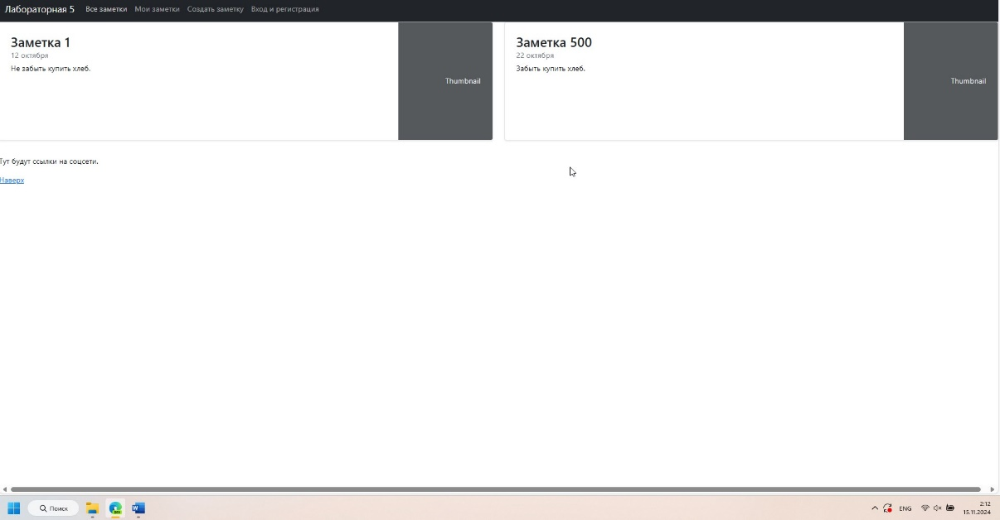 Лабораторная 5 Все заметки Мои заметки Создать заметку Вход и регистрация
Заметка 1
12 октября
Не забыть купить хлеб.
Thumbnail
Заметка 500
22 октября
Забыть купить хлеб.
Thumbnail
Тут будут ссылки на соцсети.
Наверх
Поиск
ENG
2:12
15.11.2024